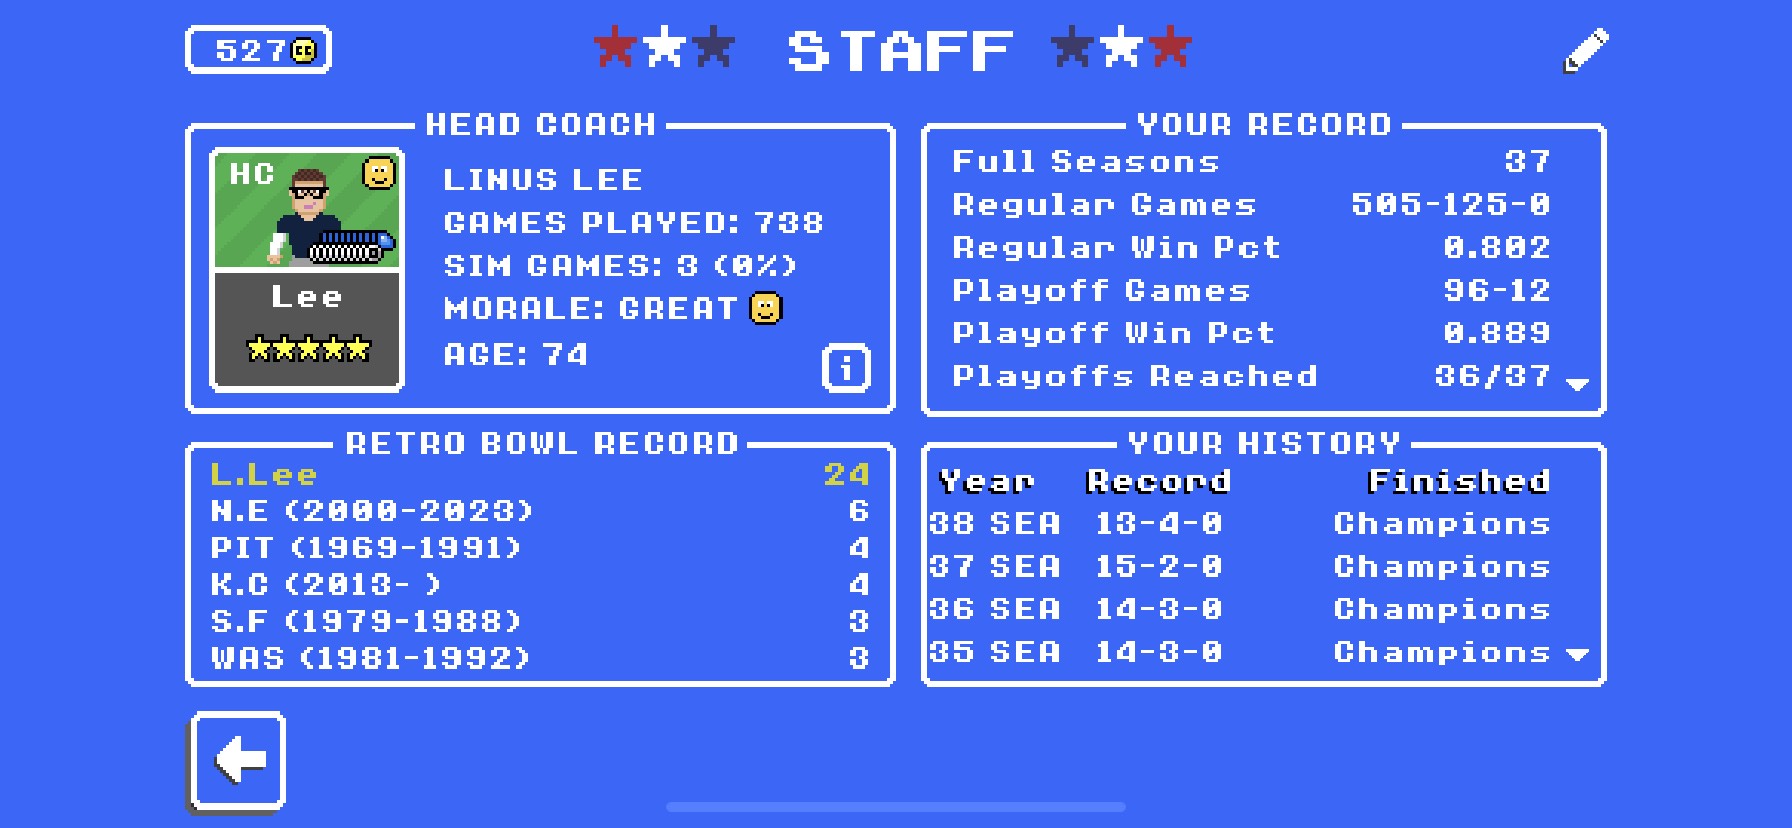 527
STAFF
HEAD COACH
HC
Lee
LINUS LEE
GAMES PLAYED: 738
SIM GAMES: 3 (0%)
MORALE: GREAT
AGE: 74
i
YOUR RECORD
Full Seasons 37
Regular Games 505-125-0
Regular Win Pct 0.802
Playoff Games 96-12
Playoff Win Pct 0.889
Playoffs Reached 36/37
RETRO BOWL RECORD
L.Lee 24
N.E (2000-2023) 6
PIT (1969-1991) 4
K.C (2013- ) 4
S.F (1979-1988) 3
WAS (1981-1992) 3
YOUR HISTORY
Year Record Finished
38 SEA 13-4-0 Champions
37 SEA 15-2-0 Champions
36 SEA 14-3-0 Champions
35 SEA 14-3-0 Champions